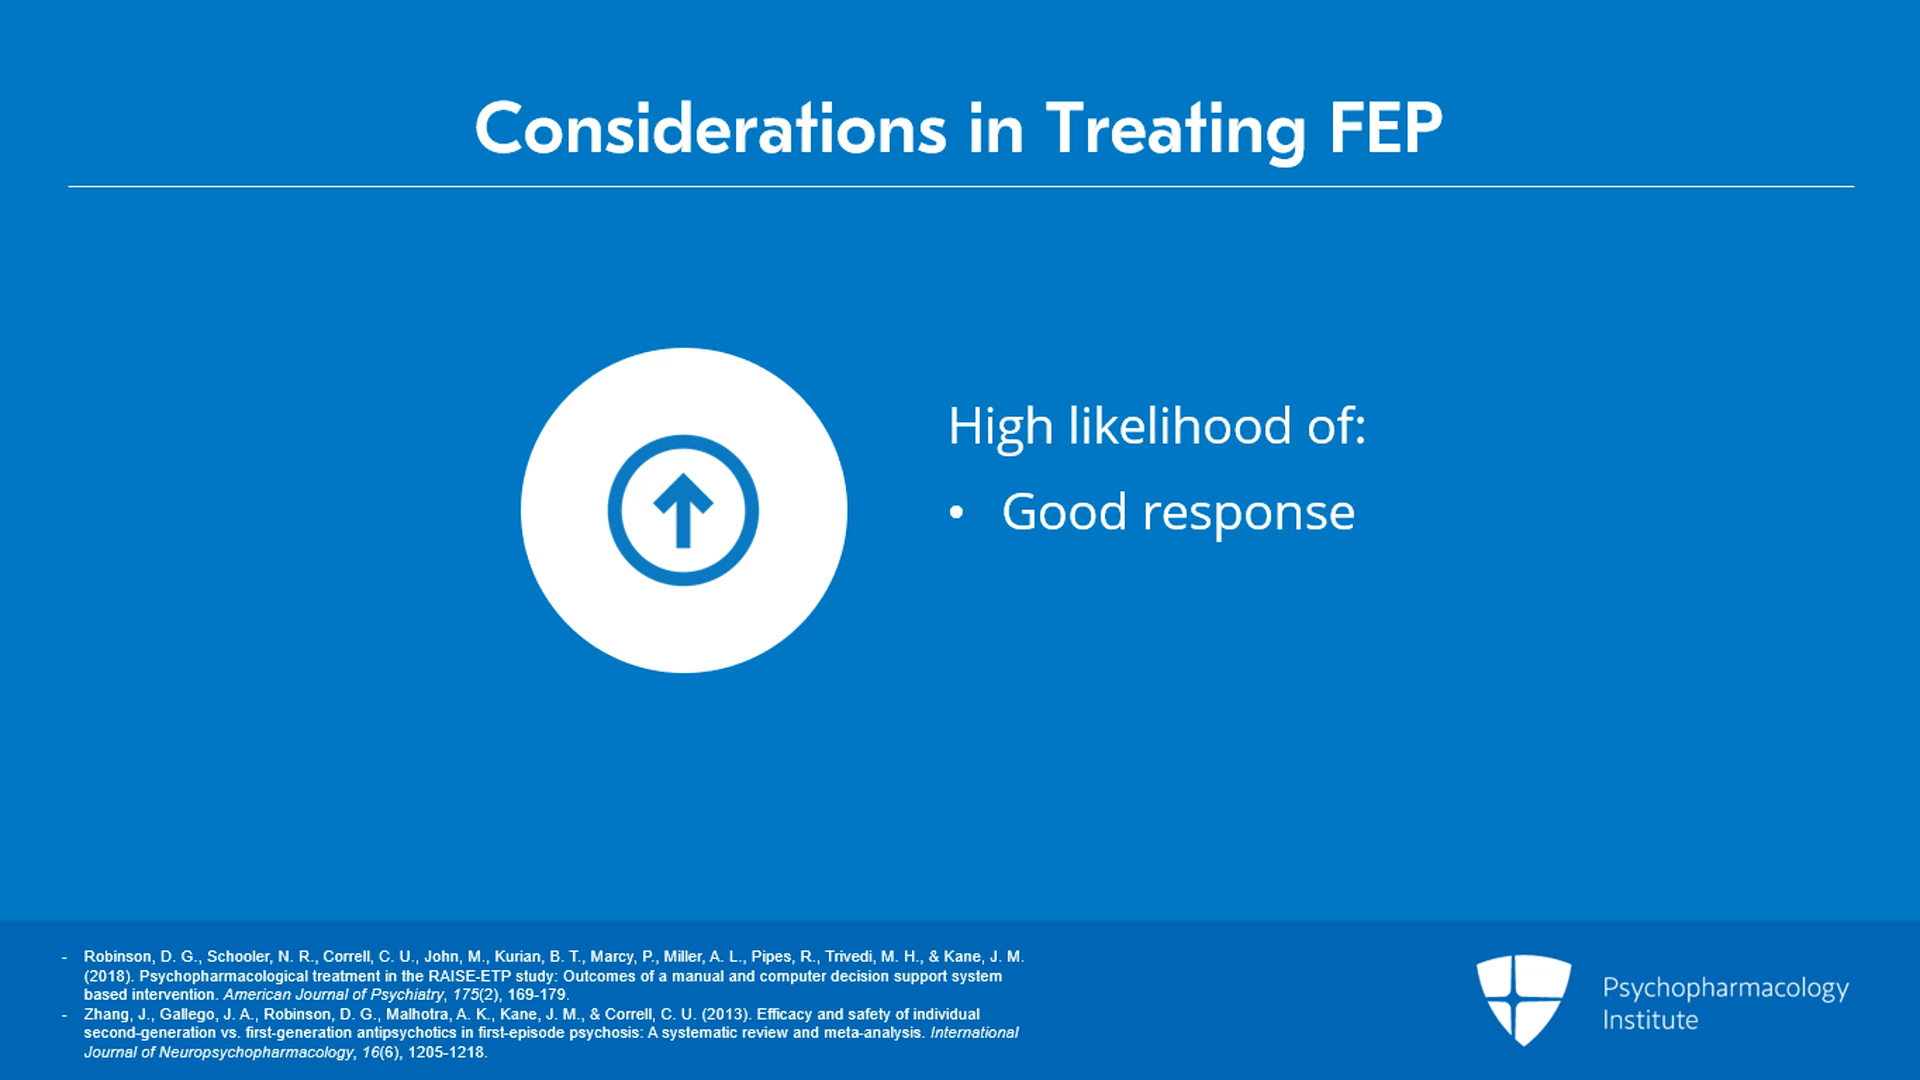 Considerations in Treating FEP
High likelihood of:
• Good response
- Robinson, D. G., Schooler, N. R., Correll, C. U., John, M., Kurian, B. T., Marcy, P., Miller, A. L., Pipes, R., Trivedi, M. H., & Kane, J. M.
(2018). Psychopharmacological treatment in the RAISE-ETP study: Outcomes of a manual and computer decision support system
based intervention. American Journal of Psychiatry, 175(2), 169-179.
- Zhang, J., Gallego, J. A., Robinson, D. G., Malhotra, A. K., Kane, J. M., & Correll, C. U. (2013). Efficacy and safety of individual
second-generation vs. first-generation antipsychotics in first-episode psychosis: A systematic review and meta-analysis. International
Journal of Neuropsychopharmacology, 16(6), 1205-1218.
Psychopharmacology
Institute